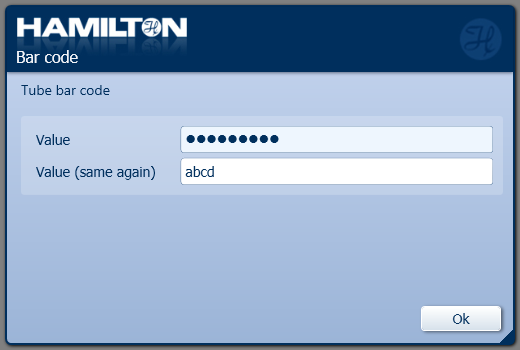 HAMILTON
Bar code
Tube bar code
Value ●●●●●●●●●
Value (same again) abcd
Ok